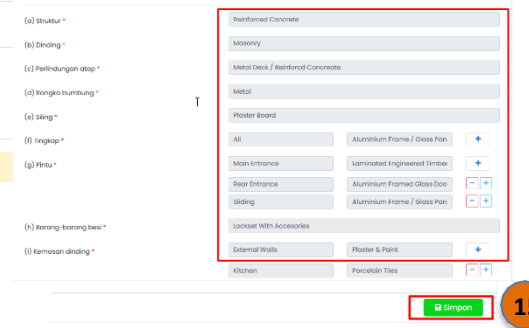 (a) Struktur * Reinforced Concrete
(b) Dinding * Masonry
(c) Perlindungan atap * Metal Deck / Reinforcd Concreate
(d) Rangka bumbung * Metal
(e) Siling * Plaster Board
(f) Tingkap * All Aluminium Frame / Glass Pan +
(g) Pintu * Main Entrance Laminated Engineered Timber +
Rear Entrance Aluminium Framed Glass Doo - +
Sliding Aluminium Frame / Glass Pan - +
(h) Barang-barang besi * Lockset With Accesories
(i) Kemasan dinding * External Walls Plaster & Paint +
Kitchen Porcelain Tiles - +
Simpan